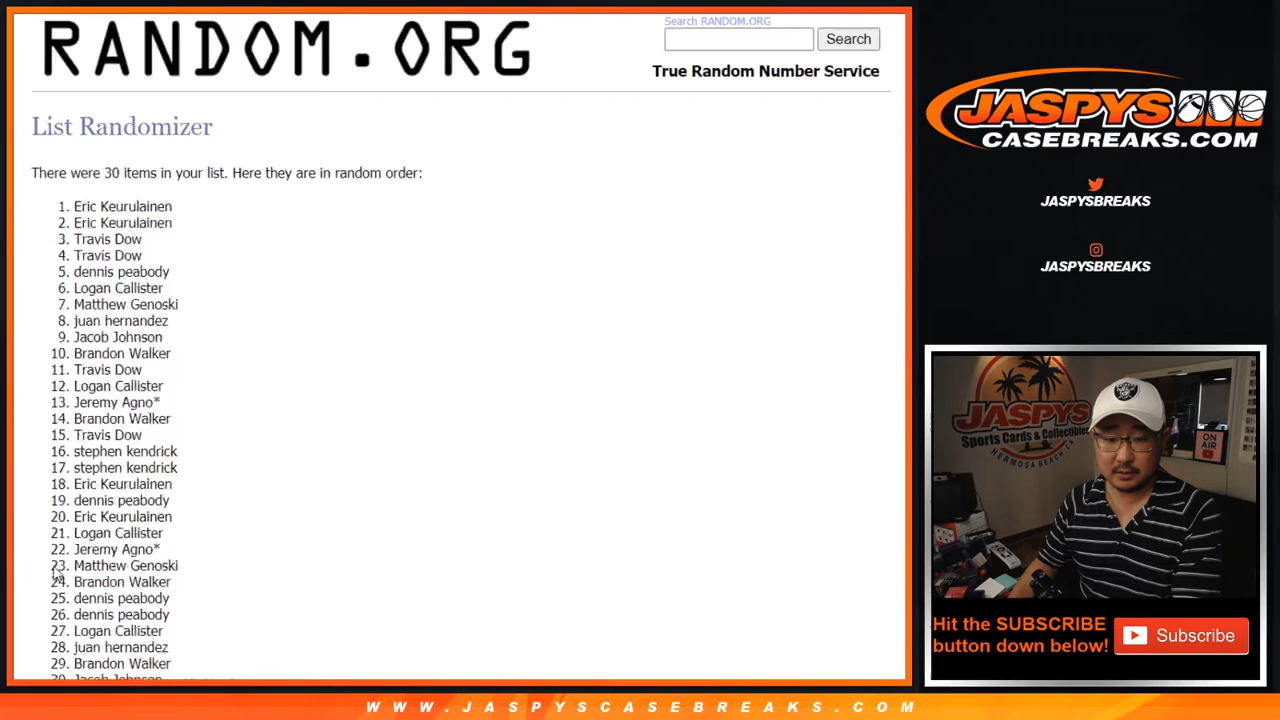 RANDOM.ORG
Search RANDOM.ORG
Search
True Random Number Service
List Randomizer
There were 30 items in your list. Here they are in random order:
1. Eric Keurulainen
2. Eric Keurulainen
3. Travis Dow
4. Travis Dow
5. dennis peabody
6. Logan Callister
7. Matthew Genoski
8. juan hernandez
9. Jacob Johnson
10. Brandon Walker
11. Travis Dow
12. Logan Callister
13. Jeremy Agno*
14. Brandon Walker
15. Travis Dow
16. stephen kendrick
17. stephen kendrick
18. Eric Keurulainen
19. dennis peabody
20. Eric Keurulainen
21. Logan Callister
22. Jeremy Agno*
23. Matthew Genoski
24. Brandon Walker
25. dennis peabody
26. dennis peabody
27. Logan Callister
28. juan hernandez
29. Brandon Walker
30. Jacob Johnson
JASPYS
CASEBREAKS.COM
JASPYSBREAKS
JASPYSBREAKS
JASPYS
Sports Cards & Collectibles
HERMOSA BEACH CA
ON
AIR
Hit the SUBSCRIBE
button down below!
Subscribe
WWW.JASPYSCASEBREAKS.COM